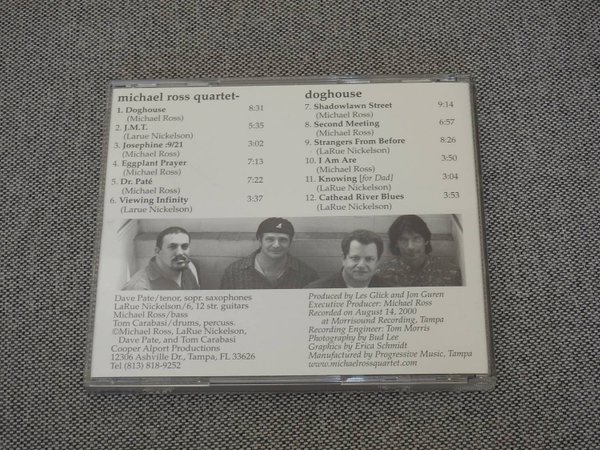 michael ross quartet-
1. Doghouse 8:31
(Michael Ross)
2. J.M.T. 5:35
(Larue Nickelson)
3. Josephine :9/21 3:02
(Michael Ross)
4. Eggplant Prayer 7:13
(Michael Ross)
5. Dr. Paté 7:22
(Michael Ross)
6. Viewing Infinity 3:37
(Larue Nickelson)
doghouse
7. Shadowlawn Street 9:14
(Michael Ross)
8. Second Meeting 6:57
(Michael Ross)
9. Strangers From Before 8:26
(LaRue Nickelson)
10. I Am Are 3:50
(Michael Ross)
11. Knowing [for Dad] 3:04
(LaRue Nickelson)
12. Cathead River Blues 3:53
(LaRue Nickelson)
Dave Pate/tenor, sopr. saxophones
LaRue Nickelson/6, 12 str. guitars
Michael Ross/bass
Tom Carabasi/drums, percuss.
©Michael Ross, LaRue Nickelson,
Dave Pate, and Tom Carabasi
Cooper Alport Productions
12306 Ashville Dr., Tampa, FL 33626
Tel (813) 818-9252
Produced by Les Glick and Jon Guren
Executive Producer: Michael Ross
Recorded on August 14, 2000
at Morrisound Recording, Tampa
Recording Engineer: Tom Morris
Photography by Bud Lee
Graphics by Erica Schmidt
Manufactured by Progressive Music, Tampa
www.michaelrossquartet.com